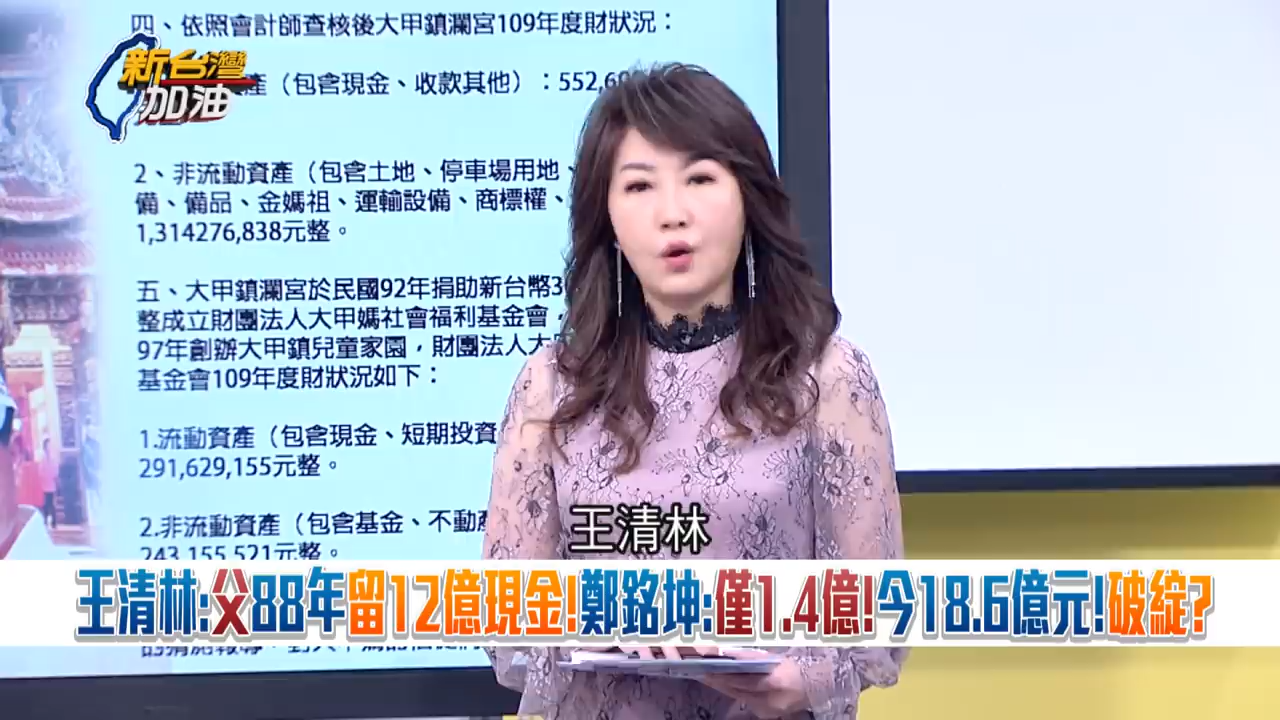 新台灣
加油
四、依照會計師查核後大甲鎮瀾宮109年度財狀況：
產（包含現金、收款其他）：552,6
2、非流動資產（包含土地、停車場用地、
備、備品、金媽祖、運輸設備、商標權、
1,314276,838元整。
五、大甲鎮瀾宮於民國92年捐助新台幣3
整成立財團法人大甲媽社會福利基金會，
97年創辦大甲鎮兒童家園，財團法人大
基金會109年度財狀況如下：
1.流動資產（包含現金、短期投資
291,629,155元整。
2.非流動資產（包含基金、不動產
243,155,521元整。
王清林
王清林:父88年留12億現金!鄭銘坤:僅1.4億!今18.6億元!破綻?